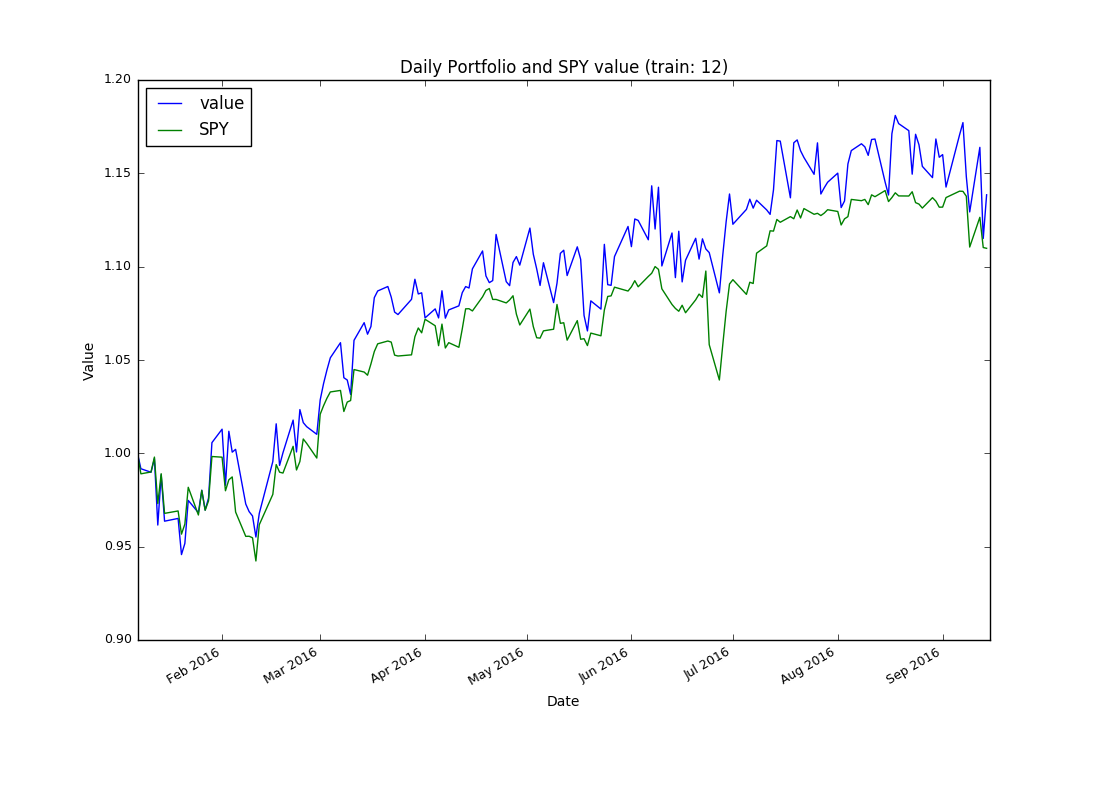 Daily Portfolio and SPY value (train: 12)
value
SPY
1.20
1.15
1.10
1.05
1.00
0.95
0.90
Value
Feb 2016
Mar 2016
Apr 2016
May 2016
Jun 2016
Jul 2016
Aug 2016
Sep 2016
Date